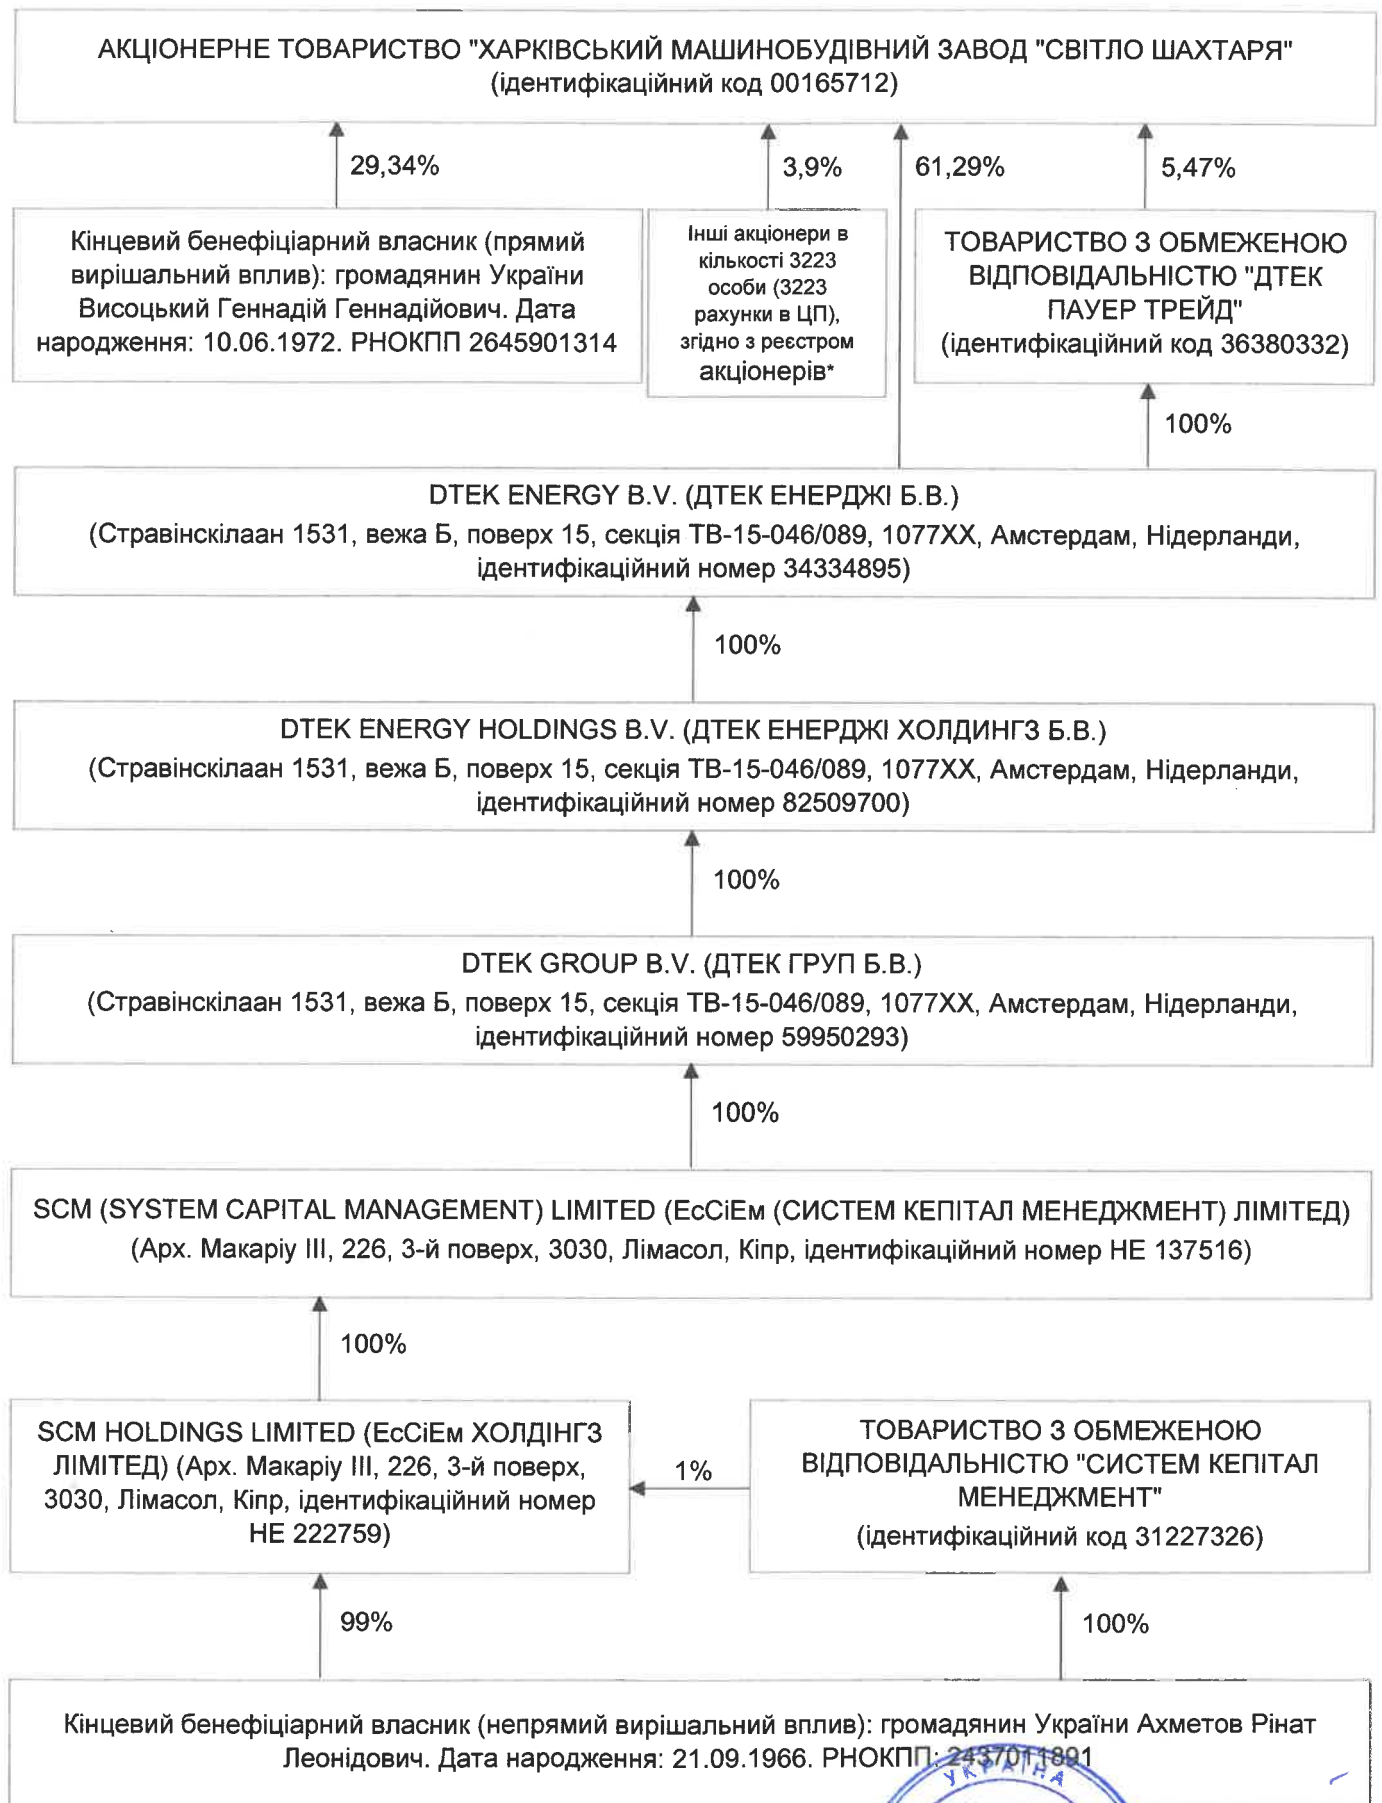 АКЦІОНЕРНЕ ТОВАРИСТВО "ХАРКІВСЬКИЙ МАШИНОБУДІВНИЙ ЗАВОД "СВІТЛО ШАХТАРЯ"
(ідентифікаційний код 00165712)
29,34%
3,9%
61,29%
5,47%
Кінцевий бенефіціарний власник (прямий
вирішальний вплив): громадянин України
Висоцький Геннадій Геннадійович. Дата
народження: 10.06.1972. РНОКПП 2645901314
Інші акціонери в
кількості 3223
особи (3223
рахунки в ЦП),
згідно з реєстром
акціонерів*
ТОВАРИСТВО З ОБМЕЖЕНОЮ
ВІДПОВІДАЛЬНІСТЮ "ДТЕК
ПАУЕР ТРЕЙД"
(ідентифікаційний код 36380332)
100%
DTEK ENERGY B.V. (ДТЕК ЕНЕРДЖІ Б.В.)
(Стравінскілаан 1531, вежа Б, поверх 15, секція ТВ-15-046/089, 1077ХХ, Амстердам, Нідерланди,
ідентифікаційний номер 34334895)
100%
DTEK ENERGY HOLDINGS B.V. (ДТЕК ЕНЕРДЖІ ХОЛДИНГЗ Б.В.)
(Стравінскілаан 1531, вежа Б, поверх 15, секція ТВ-15-046/089, 1077ХХ, Амстердам, Нідерланди,
ідентифікаційний номер 82509700)
100%
DTEK GROUP B.V. (ДТЕК ГРУП Б.В.)
(Стравінскілаан 1531, вежа Б, поверх 15, секція ТВ-15-046/089, 1077ХХ, Амстердам, Нідерланди,
ідентифікаційний номер 59950293)
100%
SCM (SYSTEM CAPITAL MANAGEMENT) LIMITED (ЕсСіЕм (СИСТЕМ КЕПІТАЛ МЕНЕДЖМЕНТ) ЛІМІТЕД)
(Арх. Макаріу III, 226, 3-й поверх, 3030, Лімасол, Кіпр, ідентифікаційний номер НЕ 137516)
100%
SCM HOLDINGS LIMITED (ЕсСіЕм ХОЛДІНГЗ
ЛІМІТЕД) (Арх. Макаріу III, 226, 3-й поверх,
3030, Лімасол, Кіпр, ідентифікаційний номер
НЕ 222759)
1%
ТОВАРИСТВО З ОБМЕЖЕНОЮ
ВІДПОВІДАЛЬНІСТЮ "СИСТЕМ КЕПІТАЛ
МЕНЕДЖМЕНТ"
(ідентифікаційний код 31227326)
99%
100%
Кінцевий бенефіціарний власник (непрямий вирішальний вплив): громадянин України Ахметов Рінат
Леонідович. Дата народження: 21.09.1966. РНОКПП: 2437011891
УКРАЇНА